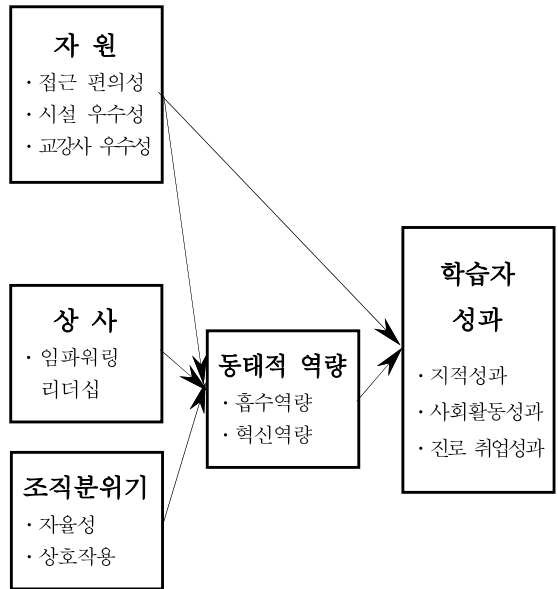 자 원
· 접근 편의성
· 시설 우수성
· 교강사 우수성
상 사
· 임파워링
리더십
조직분위기
· 자율성
· 상호작용
동태적 역량
· 흡수역량
· 혁신역량
학습자
성과
· 지적성과
· 사회활동성과
· 진로 취업성과